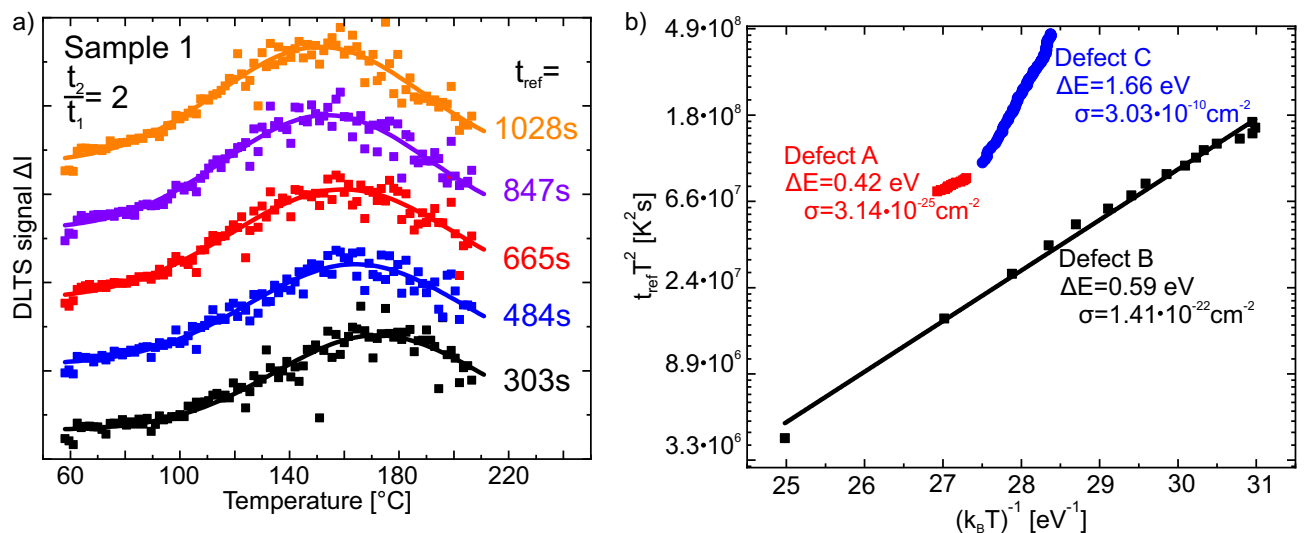 a)
Sample 1
t₂/t₁ = 2
t_ref=
1028s
847s
665s
484s
303s
DLTS signal ΔI
60 100 140 180 220
Temperature [°C]
b)
4.9•10⁸
1.8•10⁸
6.6•10⁷
2.4•10⁷
8.9•10⁶
3.3•10⁶
t_refT² [K²s]
Defect C
ΔE=1.66 eV
σ=3.03•10⁻¹⁰cm⁻²
Defect A
ΔE=0.42 eV
σ=3.14•10⁻²⁵cm⁻²
Defect B
ΔE=0.59 eV
σ=1.41•10⁻²²cm⁻²
25 26 27 28 29 30 31
(k_BT)⁻¹ [eV⁻¹]